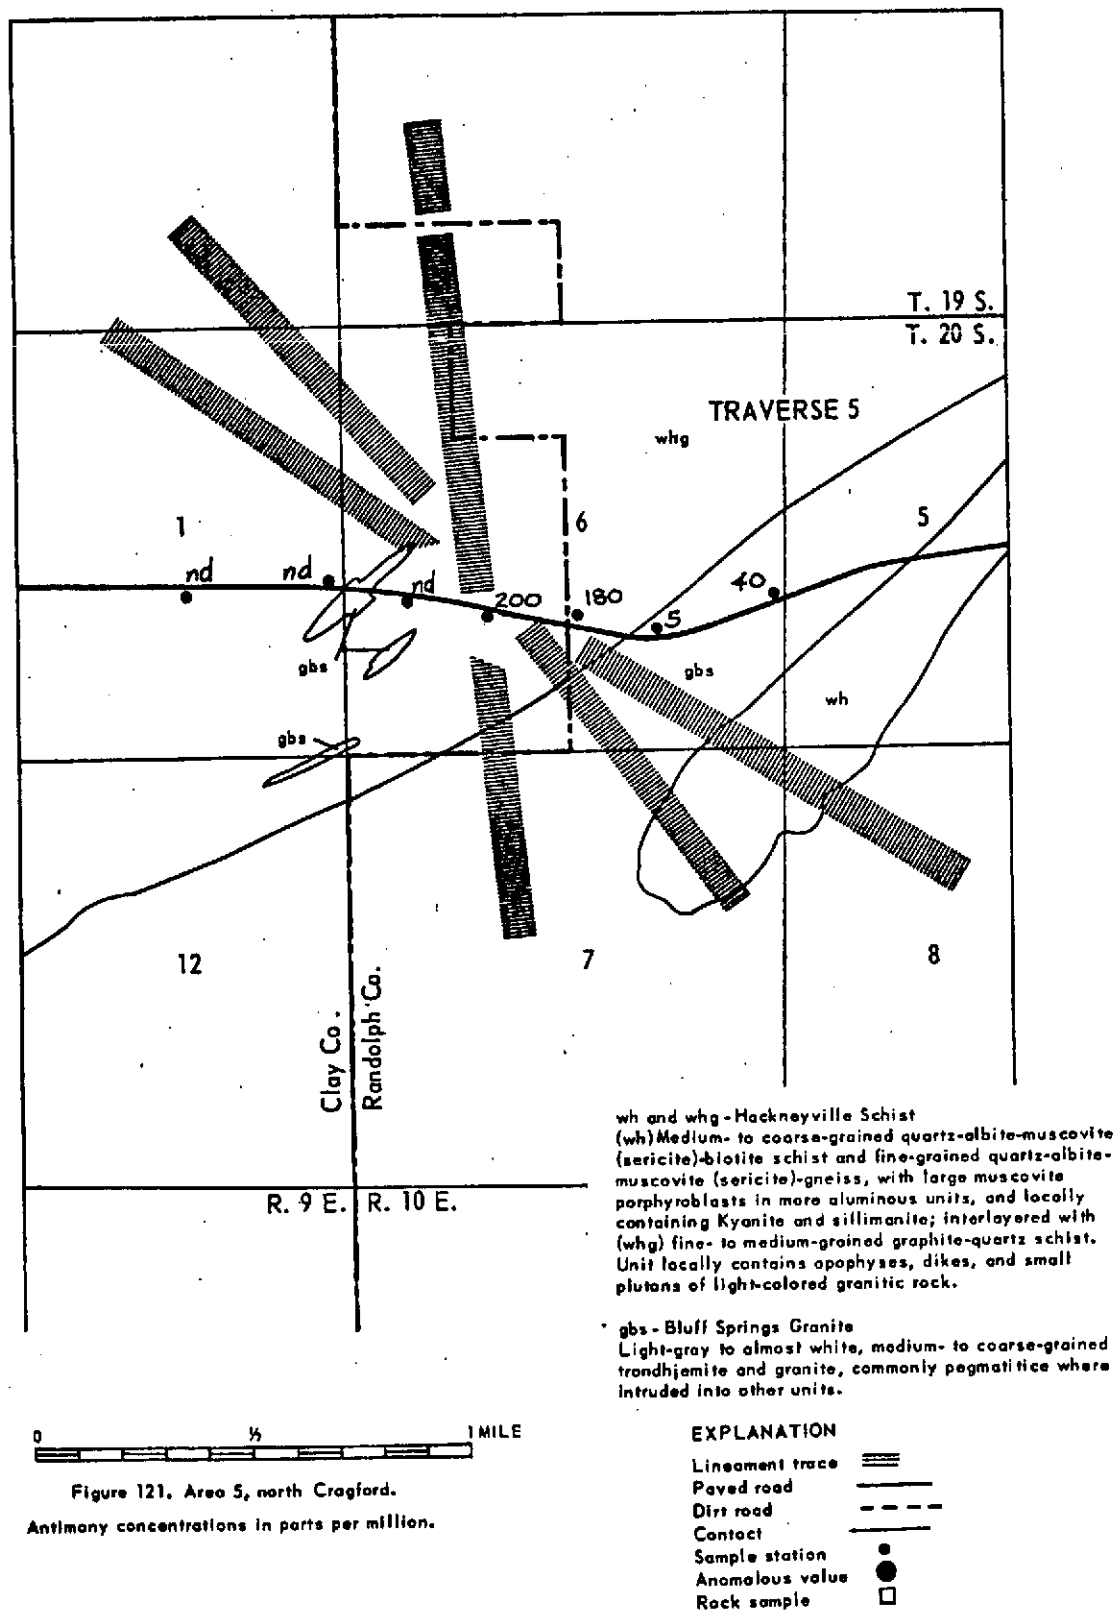 T. 19 S.
T. 20 S.
TRAVERSE 5
whg
1
6
5
nd
nd
nd
200
180
5
40
gbs
gbs
wh
gbs
12
7
8
Clay Co.
Randolph Co.
R. 9 E.
R. 10 E.
wh and whg - Hackneyville Schist
(wh) Medium- to coarse-grained quartz-albite-muscovite
(sericite)-biotite schist and fine-grained quartz-albite-
muscovite (sericite)-gneiss, with large muscovite
porphyroblasts in more aluminous units, and locally
containing Kyanite and sillimanite; interlayered with
(whg) fine- to medium-grained graphite-quartz schist.
Unit locally contains apophyses, dikes, and small
plutons of light-colored granitic rock.
gbs - Bluff Springs Granite
Light-gray to almost white, medium- to coarse-grained
trondhjemite and granite, commonly pegmatitice where
intruded into other units.
0 ½ 1 MILE
Figure 121. Area 5, north Cragford.
Antimony concentrations in parts per million.
EXPLANATION
Lineament trace
Paved road
Dirt road
Contact
Sample station
Anomalous value
Rock sample